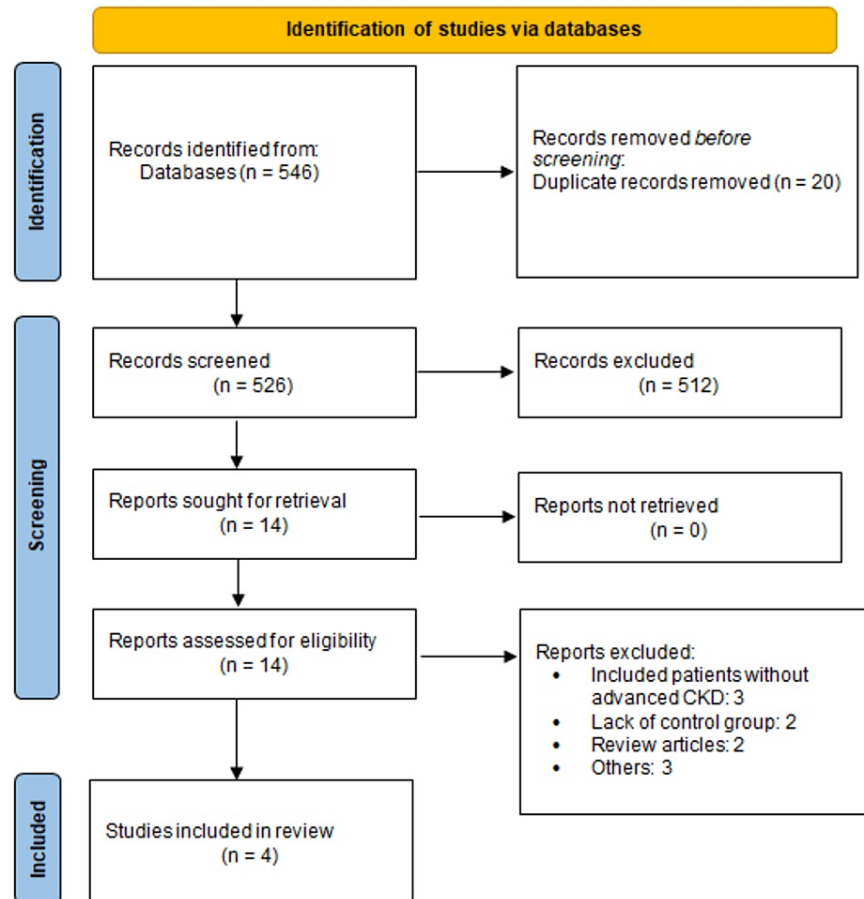 Identification of studies via databases
Identification
Records identified from:
Databases (n = 546)
Records removed before
screening:
Duplicate records removed (n = 20)
Screening
Records screened
(n = 526)
Records excluded
(n = 512)
Reports sought for retrieval
(n = 14)
Reports not retrieved
(n = 0)
Reports assessed for eligibility
(n = 14)
Reports excluded:
• Included patients without
advanced CKD: 3
• Lack of control group: 2
• Review articles: 2
• Others: 3
Included
Studies included in review
(n = 4)